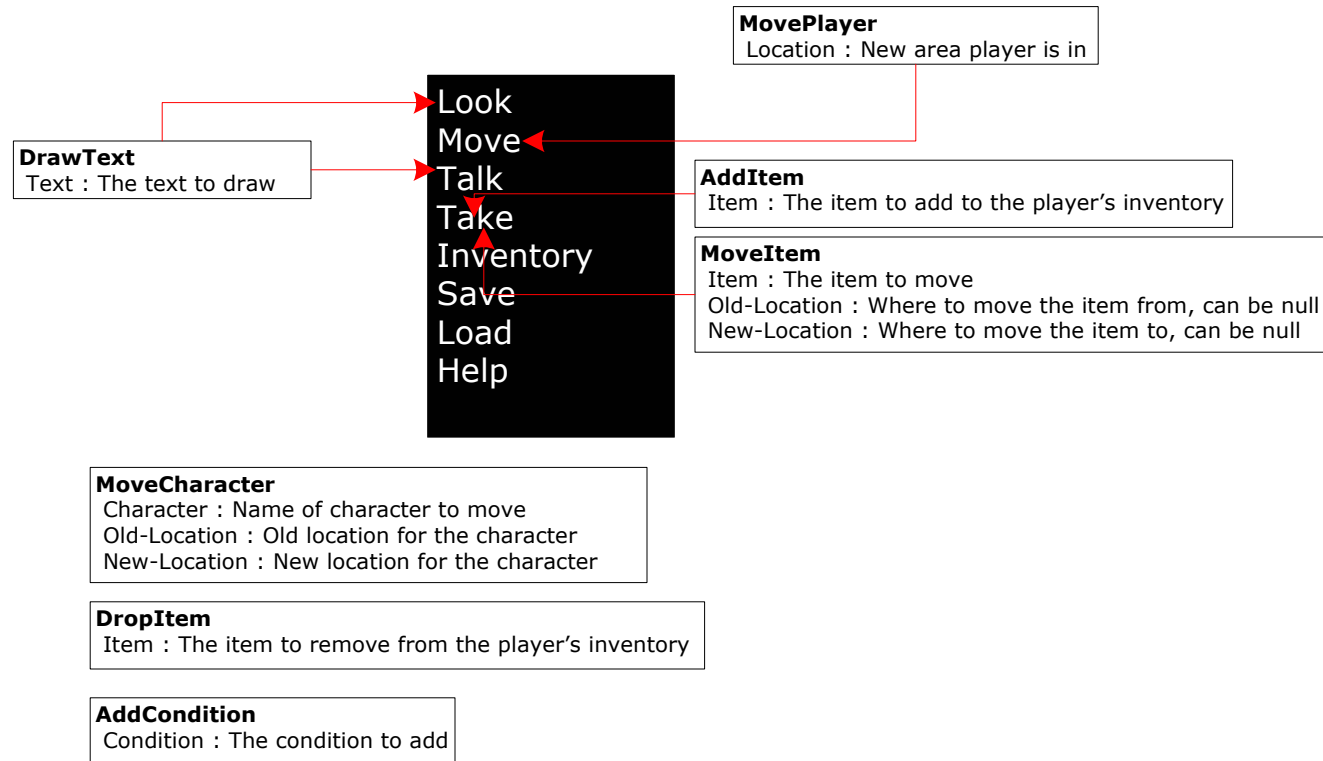 MovePlayer
Location : New area player is in
Look
Move
Talk
Take
Inventory
Save
Load
Help
DrawText
Text : The text to draw
AddItem
Item : The item to add to the player’s inventory
MoveItem
Item : The item to move
Old-Location : Where to move the item from, can be null
New-Location : Where to move the item to, can be null
MoveCharacter
Character : Name of character to move
Old-Location : Old location for the character
New-Location : New location for the character
DropItem
Item : The item to remove from the player’s inventory
AddCondition
Condition : The condition to add